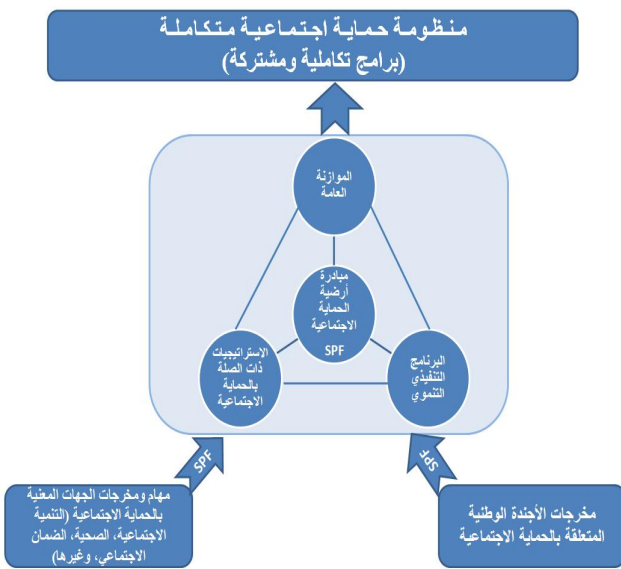 منظومة حماية اجتماعية متكاملة
(برامج تكاملية ومشتركة)
الموازنة
العامة
مبادرة
أرضية
الحماية
الاجتماعية
SPF
الاستراتيجيات
ذات الصلة
بالحماية
الاجتماعية
البرنامج
التنفيذي
التنموي
SPF
SPF
مهام ومخرجات الجهات المعنية
بالحماية الاجتماعية (التنمية
الاجتماعية، الصحية، الضمان
الاجتماعي، وغيرها)
مخرجات الأجندة الوطنية
المتعلقة بالحماية الاجتماعية